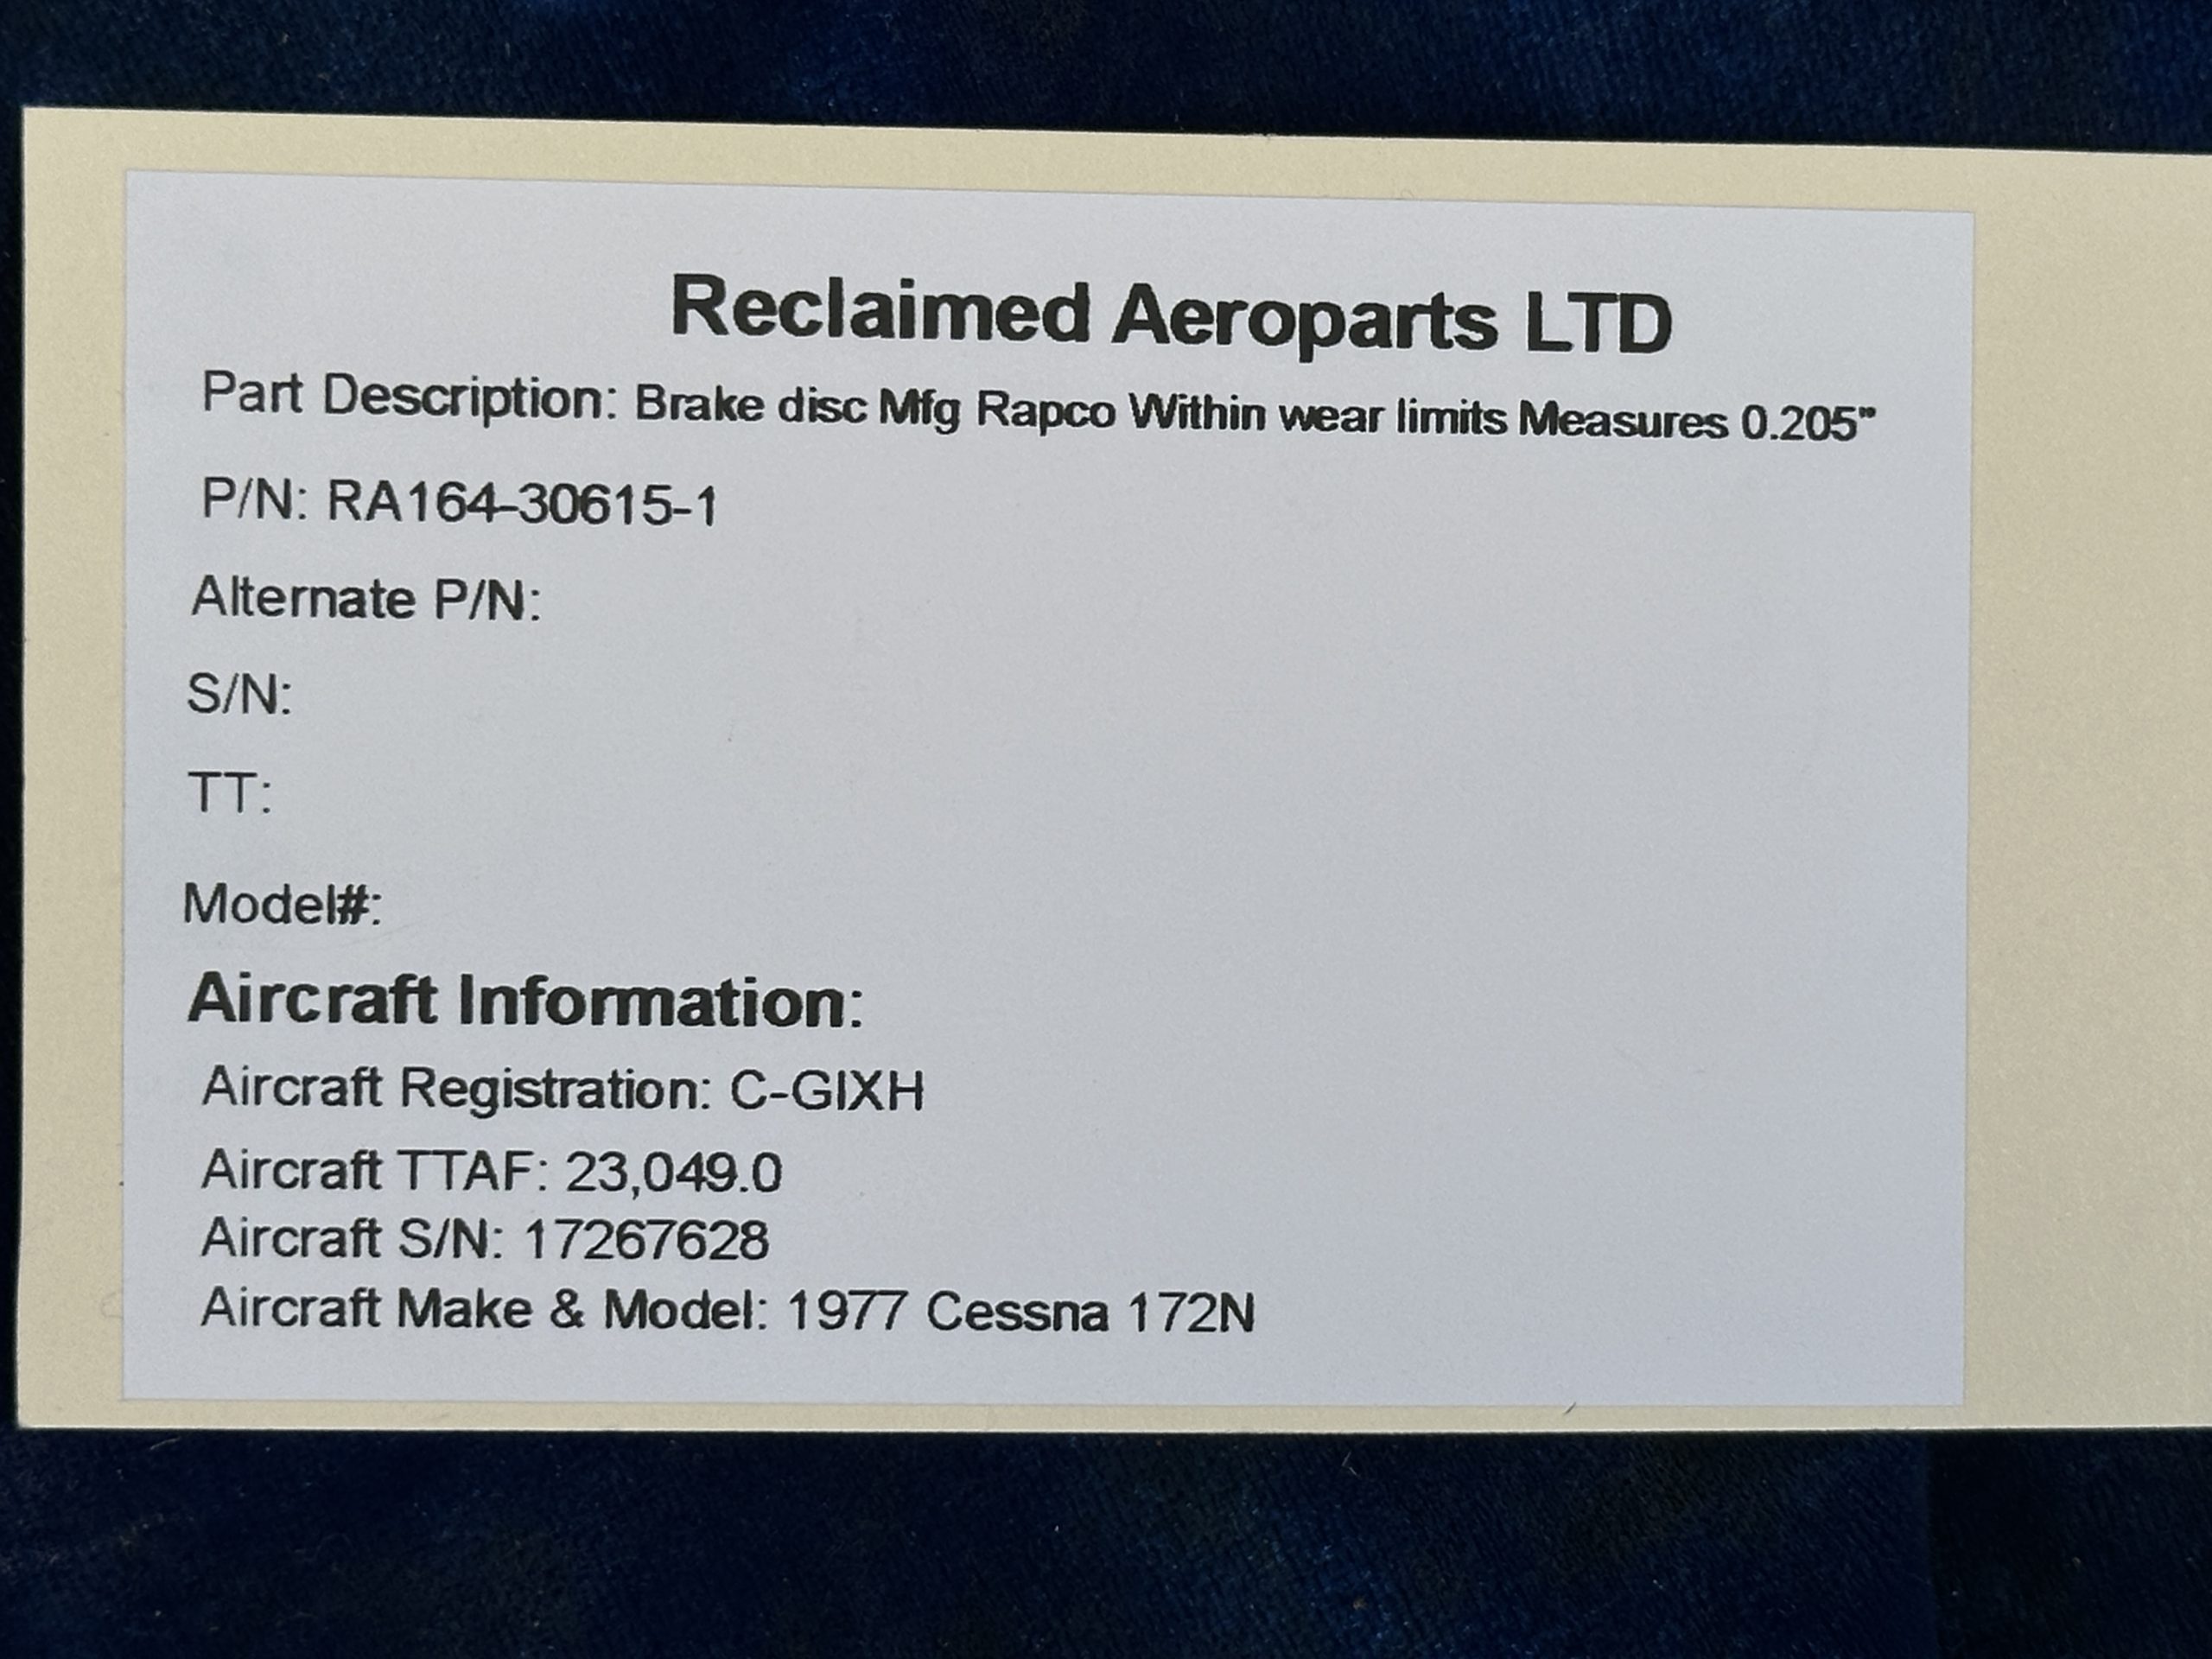 Reclaimed Aeroparts LTD
Part Description: Brake disc Mfg Rapco Within wear limits Measures 0.205"
P/N: RA164-30615-1
Alternate P/N:
S/N:
TT:
Model#:
Aircraft Information:
Aircraft Registration: C-GIXH
Aircraft TTAF: 23,049.0
Aircraft S/N: 17267628
Aircraft Make & Model: 1977 Cessna 172N